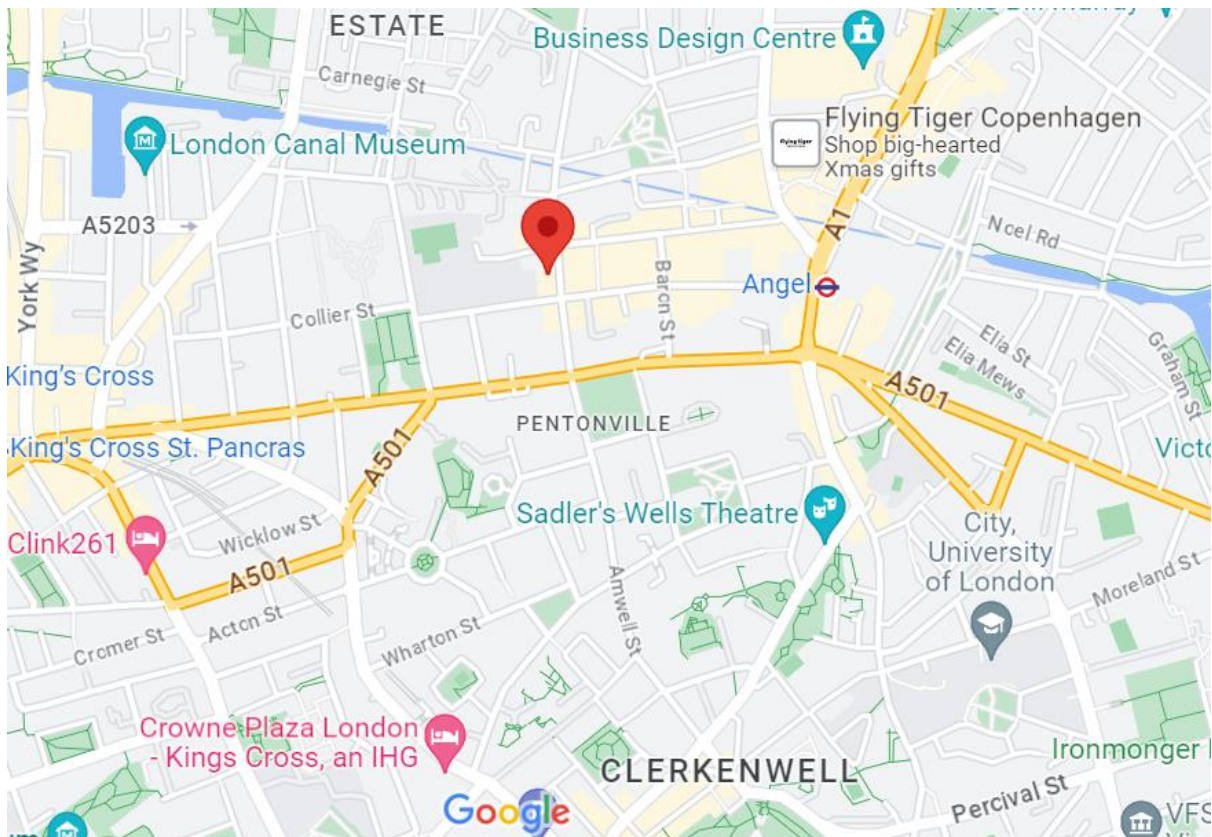 ESTATE
Business Design Centre
Carnegie St
Flying Tiger Copenhagen
Shop big-hearted
Xmas gifts
flying tiger
London Canal Museum
A5203
A1
Noel Rd
York Wy
Angel
Baron St
Collier St
Elia St
Elia Mews
Graham St
King's Cross
A501
PENTONVILLE
King's Cross St. Pancras
A501
Sadler's Wells Theatre
Wicklow St
Clink261
City,
University
of London
A501
Amwell St
Moreland St
Acton St
Cromer St
Wharton St
Crowne Plaza London
- Kings Cross, an IHG
CLERKENWELL
Percival St
Google
VFS